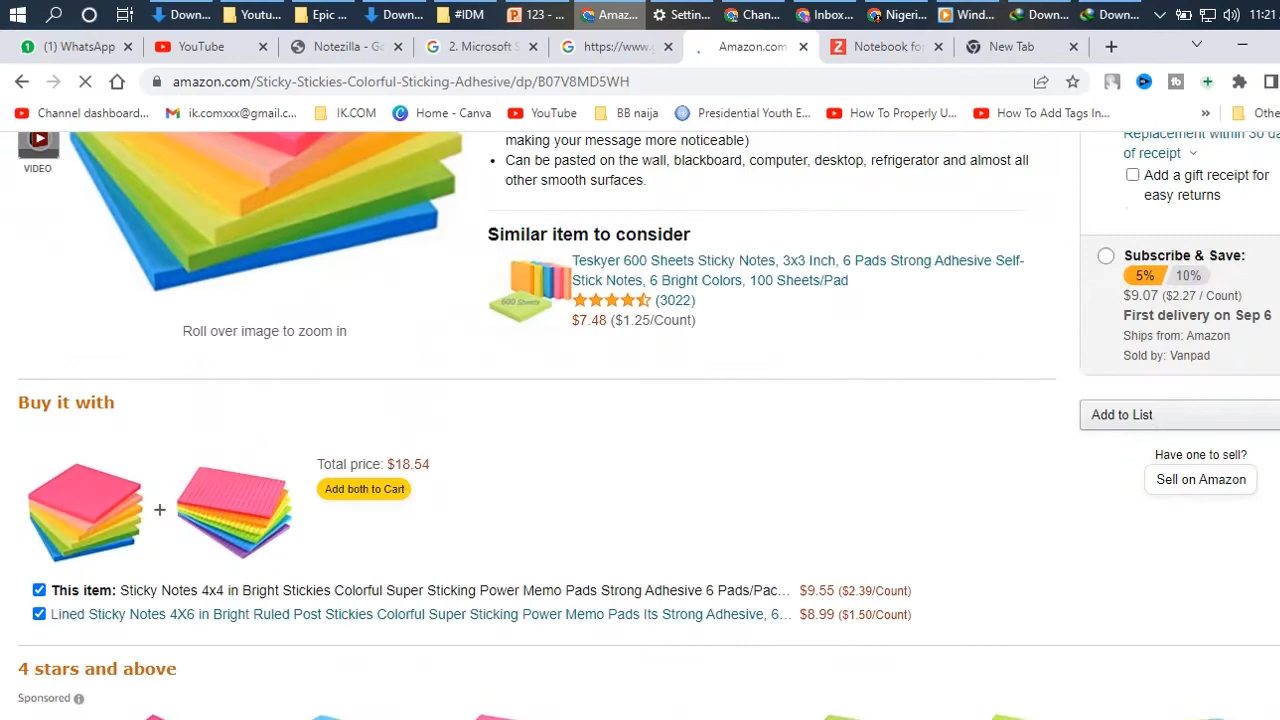 Down... Youtu... Epic ... Down... #IDM 123 - ... Amaz... Settin... Chan... Inbox... Nigeri... Wind... Down... Down... 11:21
(1) WhatsApp YouTube Notezilla - Go 2. Microsoft S https://www.g Amazon.com Notebook for New Tab
amazon.com/Sticky-Stickies-Colorful-Sticking-Adhesive/dp/B07V8MD5WH
Channel dashboard... ik.comxxx@gmail.c... IK.COM Home - Canva YouTube BB naija Presidential Youth E... How To Properly U... How To Add Tags In... » Othe
VIDEO
making your message more noticeable)
• Can be pasted on the wall, blackboard, computer, desktop, refrigerator and almost all
other smooth surfaces.
Roll over image to zoom in
Similar item to consider
600 SHEETS
Teskyer 600 Sheets Sticky Notes, 3x3 Inch, 6 Pads Strong Adhesive Self-
Stick Notes, 6 Bright Colors, 100 Sheets/Pad
(3022)
$7.48 ($1.25/Count)
Replacement within 30 da
of receipt
Add a gift receipt for
easy returns
Subscribe & Save:
5% 10%
$9.07 ($2.27 / Count)
First delivery on Sep 6
Ships from: Amazon
Sold by: Vanpad
Add to List
Have one to sell?
Sell on Amazon
Buy it with
+
Total price: $18.54
Add both to Cart
This item: Sticky Notes 4x4 in Bright Stickies Colorful Super Sticking Power Memo Pads Strong Adhesive 6 Pads/Pac... $9.55 ($2.39/Count)
Lined Sticky Notes 4X6 in Bright Ruled Post Stickies Colorful Super Sticking Power Memo Pads Its Strong Adhesive, 6... $8.99 ($1.50/Count)
4 stars and above
Sponsored